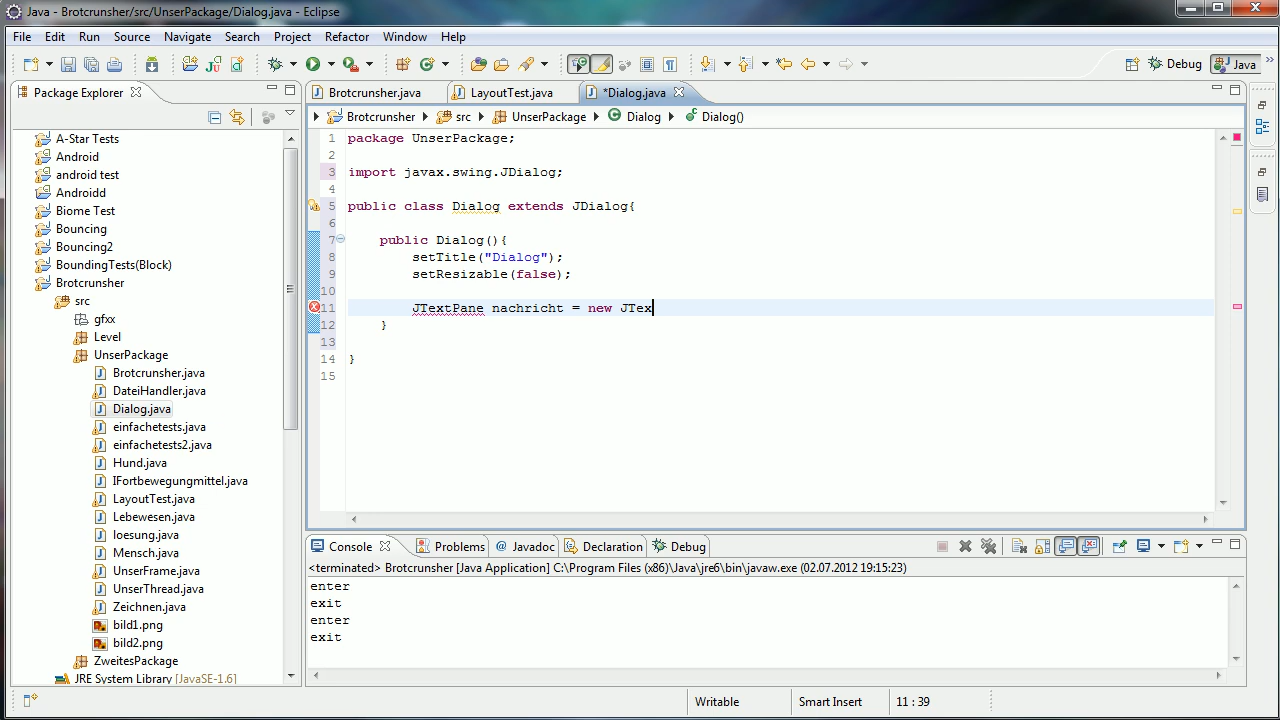 Java - Brotcrunsher/src/UnserPackage/Dialog.java - Eclipse
File Edit Run Source Navigate Search Project Refactor Window Help
Debug Java
Package Explorer
Brotcrunsher.java LayoutTest.java *Dialog.java
Brotcrunsher src UnserPackage Dialog Dialog()
A-Star Tests
Android
android test
Androidd
Biome Test
Bouncing
Bouncing2
BoundingTests(Block)
Brotcrunsher
src
gfxx
Level
UnserPackage
Brotcrunsher.java
DateiHandler.java
Dialog.java
einfachetests.java
einfachetests2.java
Hund.java
IFortbewegungmittel.java
LayoutTest.java
Lebewesen.java
loesung.java
Mensch.java
UnserFrame.java
UnserThread.java
Zeichnen.java
bild1.png
bild2.png
ZweitesPackage
JRE System Library [JavaSE-1.6]
1 package UnserPackage;
2
3 import javax.swing.JDialog;
4
5 public class Dialog extends JDialog{
6
7 public Dialog(){
8 setTitle("Dialog");
9 setResizable(false);
10
11 JTextPane nachricht = new JTex
12 }
13
14 }
15
Console Problems @ Javadoc Declaration Debug
<terminated> Brotcrunsher [Java Application] C:\Program Files (x86)\Java\jre6\bin\javaw.exe (02.07.2012 19:15:23)
enter
exit
enter
exit
Writable Smart Insert 11 : 39